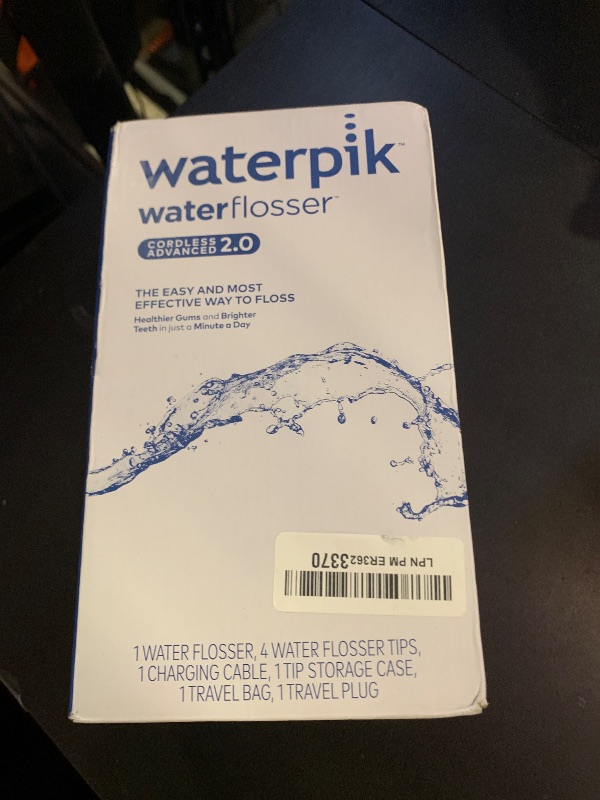 waterpik™
waterflosser™
CORDLESS
ADVANCED 2.0
THE EASY AND MOST
EFFECTIVE WAY TO FLOSS
Healthier Gums and Brighter
Teeth in just a Minute a Day
LPN PM ER3623370
1 WATER FLOSSER, 4 WATER FLOSSER TIPS,
1 CHARGING CABLE, 1 TIP STORAGE CASE,
1 TRAVEL BAG, 1 TRAVEL PLUG